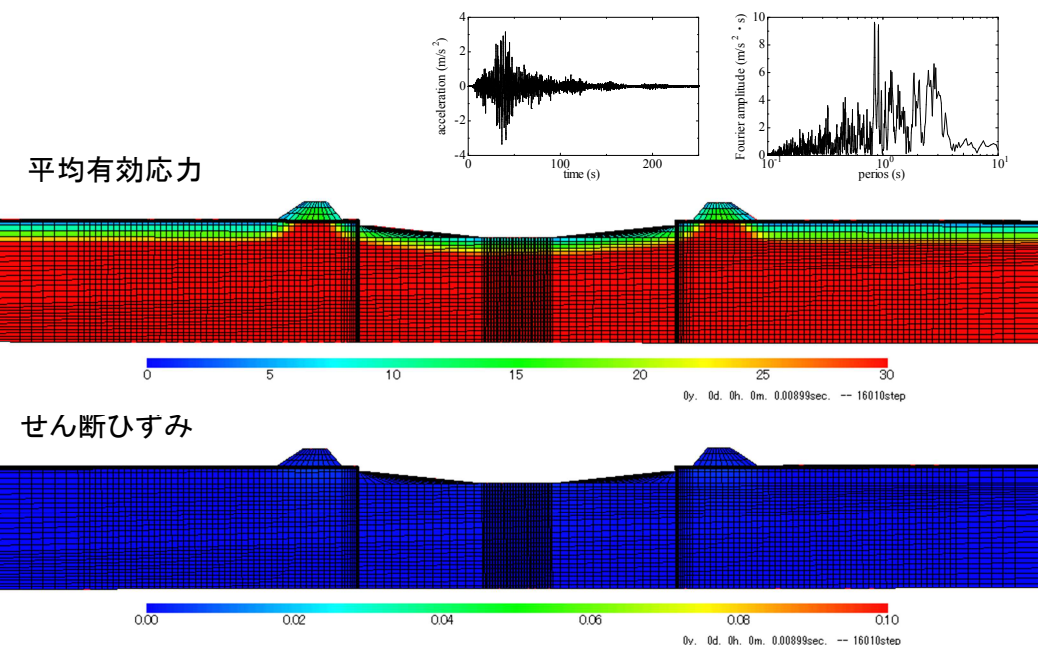 4
2
0
-2
-4
acceleration (m/s²)
0 100 200
time (s)
10
8
6
4
2
0
Fourier amplitude (m/s²・s)
10⁻¹ 10⁰ 10¹
perios (s)
平均有効応力
0 5 10 15 20 25 30
0y. 0d. 0h. 0m. 0.00899sec. -- 16010step
せん断ひずみ
0.00 0.02 0.04 0.06 0.08 0.10
0y. 0d. 0h. 0m. 0.00899sec. -- 16010step